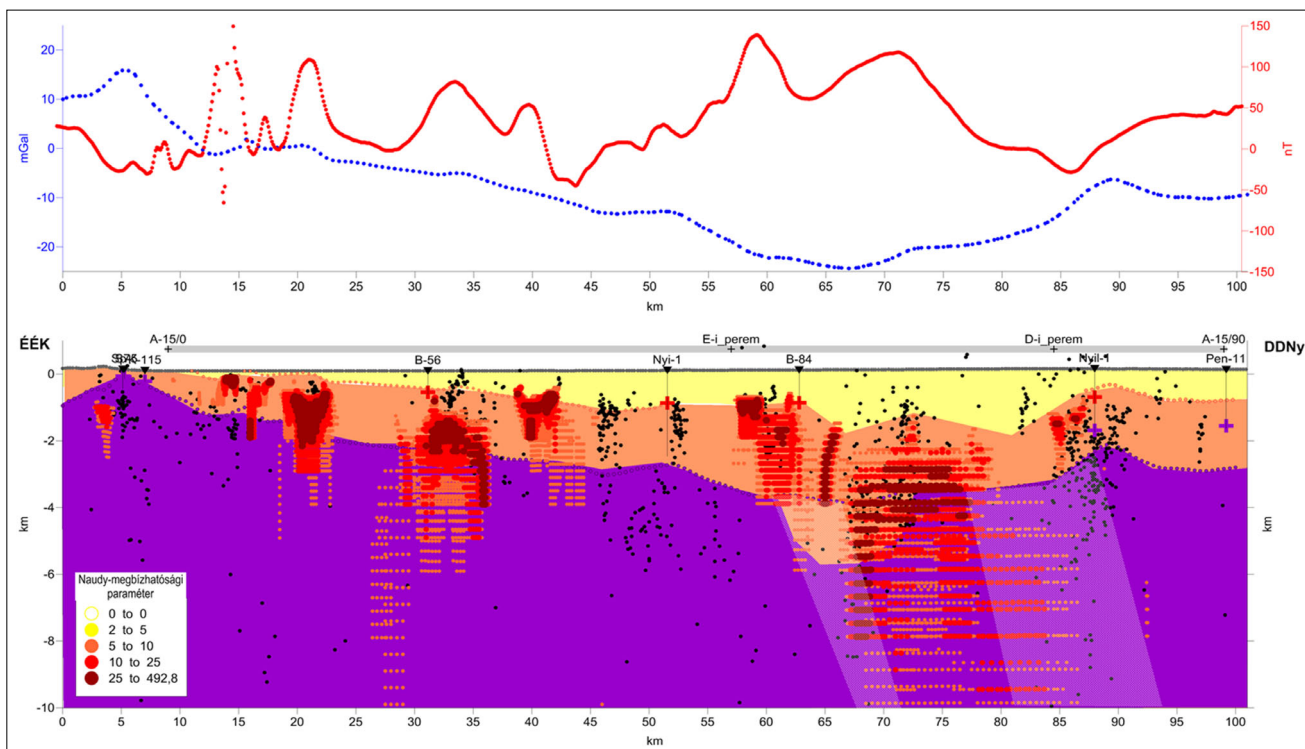 20
10
0
-10
-20
mGal
150
100
50
0
-50
-100
-150
nT
0 5 10 15 20 25 30 35 40 45 50 55 60 65 70 75 80 85 90 95 100
km
ÉÉK
A-15/0
E-i_perem
D-i_perem
A-15/90
DDNy
K-115
B-56
Nyi-1
B-84
Nyil-1
Pen-11
0
-2
-4
-6
-8
-10
km
km
Naudy-megbízhatósági
paraméter
0 to 0
2 to 5
5 to 10
10 to 25
25 to 492,8
0 5 10 15 20 25 30 35 40 45 50 55 60 65 70 75 80 85 90 95 100
km